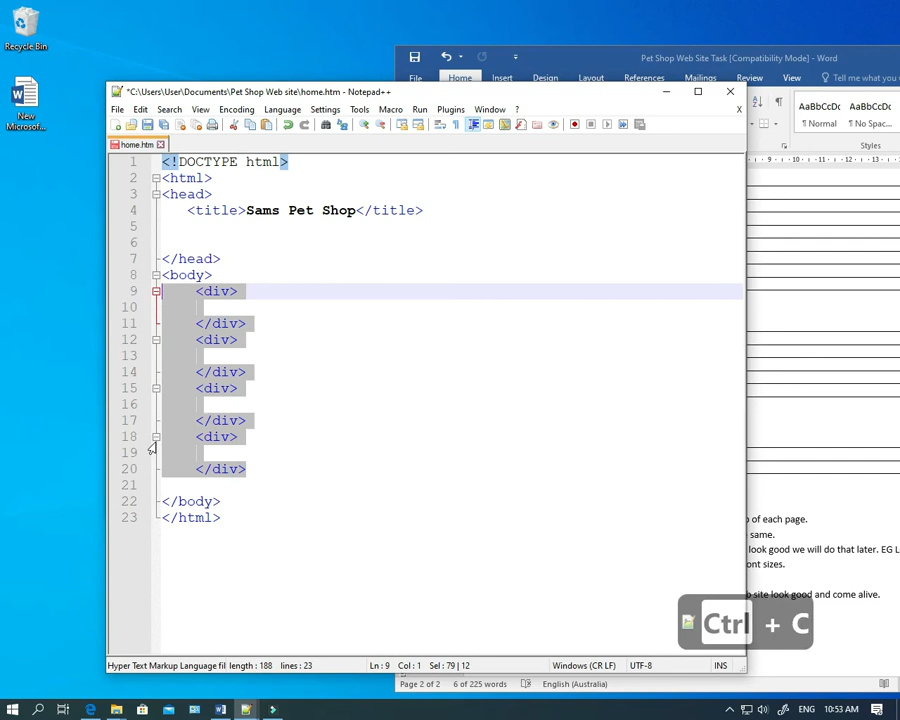 Recycle Bin
New
Microsof...
Pet Shop Web Site Task [Compatibility Mode] - Word
File Home Insert Design Layout References Mailings Review View Tell me what you
AaBbCcDc AaBbCcDc
¶ Normal ¶ No Spac...
Styles
*C:\Users\User\Documents\Pet Shop Web site\home.htm - Notepad++
File Edit Search View Encoding Language Settings Tools Macro Run Plugins Window ? X
home.htm
1 <!DOCTYPE html>
2 <html>
3 <head>
4 <title>Sams Pet Shop</title>
5
6
7 </head>
8 <body>
9 <div>
10
11 </div>
12 <div>
13
14 </div>
15 <div>
16
17 </div>
18 <div>
19
20 </div>
21
22 </body>
23 </html>
of each page.
same.
look good we will do that later. EG L
ont sizes.
site look good and come alive.
Ctrl + C
Hyper Text Markup Language fil length : 188 lines : 23 Ln : 9 Col : 1 Sel : 79 | 12 Windows (CR LF) UTF-8 INS
Page 2 of 2 6 of 225 words English (Australia)
ENG 10:53 AM